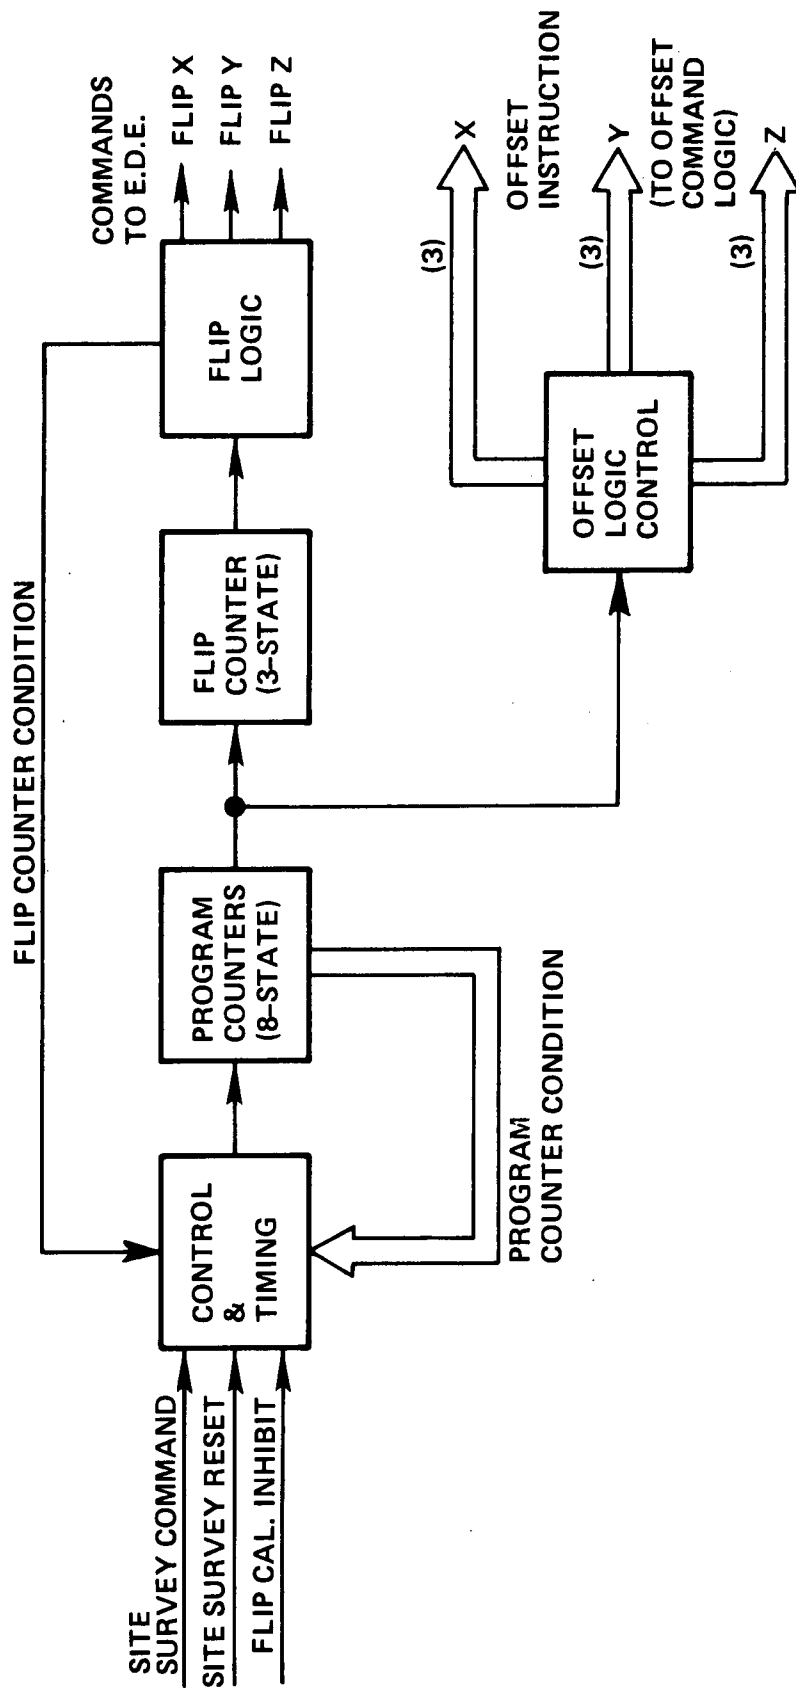 SITE
SURVEY COMMAND
SITE SURVEY RESET
FLIP CAL. INHIBIT
CONTROL
&
TIMING
FLIP COUNTER CONDITION
PROGRAM
COUNTERS
(8-STATE)
PROGRAM
COUNTER CONDITION
FLIP
COUNTER
(3-STATE)
FLIP
LOGIC
COMMANDS
TO E.D.E.
FLIP X
FLIP Y
FLIP Z
OFFSET
LOGIC
CONTROL
(3)
(3)
(3)
X
OFFSET
INSTRUCTION
Y
(TO OFFSET
COMMAND
LOGIC)
Z